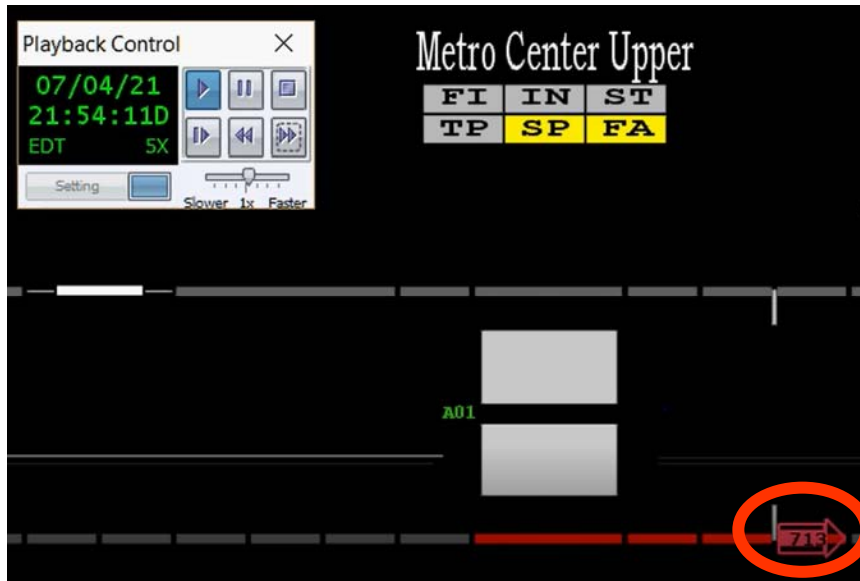 Playback Control
07/04/21
21:54:11D
EDT 5X
Setting
Slower 1x Faster
Metro Center Upper
FI IN ST
TP SP FA
A01
713